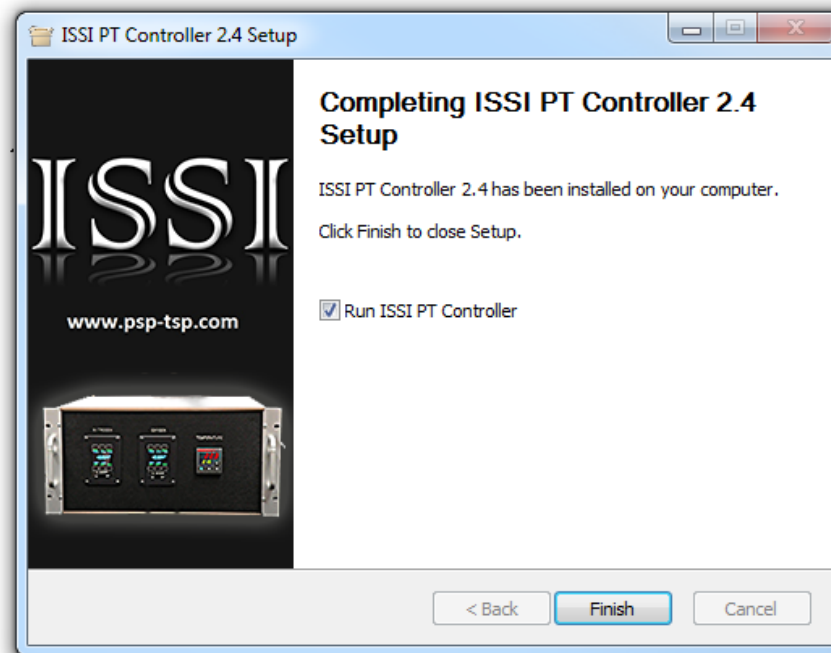 ISSI PT Controller 2.4 Setup
ISSI
www.psp-tsp.com
TEMPERATURE
Completing ISSI PT Controller 2.4
Setup
ISSI PT Controller 2.4 has been installed on your computer.
Click Finish to close Setup.
Run ISSI PT Controller
< Back
Finish
Cancel